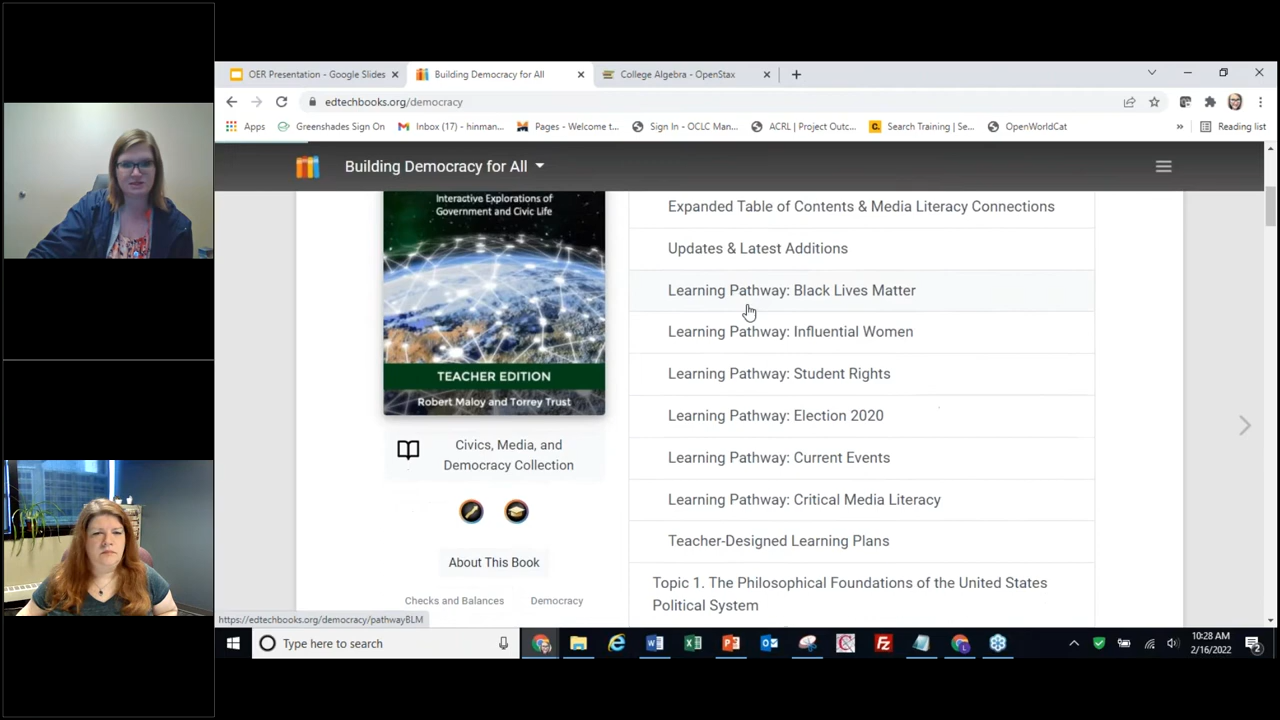 OER Presentation - Google Slides
Building Democracy for All
College Algebra - OpenStax
edtechbooks.org/democracy
Apps
Greenshades Sign On
Inbox (17) - hinman...
Pages - Welcome t...
Sign In - OCLC Man...
ACRL | Project Outc...
Search Training | Se...
OpenWorldCat
»
Reading list
Building Democracy for All
Interactive Explorations of
Government and Civic Life
TEACHER EDITION
Robert Maloy and Torrey Trust
Civics, Media, and
Democracy Collection
About This Book
Checks and Balances
Democracy
Expanded Table of Contents & Media Literacy Connections
Updates & Latest Additions
Learning Pathway: Black Lives Matter
Learning Pathway: Influential Women
Learning Pathway: Student Rights
Learning Pathway: Election 2020
Learning Pathway: Current Events
Learning Pathway: Critical Media Literacy
Teacher-Designed Learning Plans
Topic 1. The Philosophical Foundations of the United States
Political System
https://edtechbooks.org/democracy/pathwayBLM
Type here to search
10:28 AM
2/16/2022
2